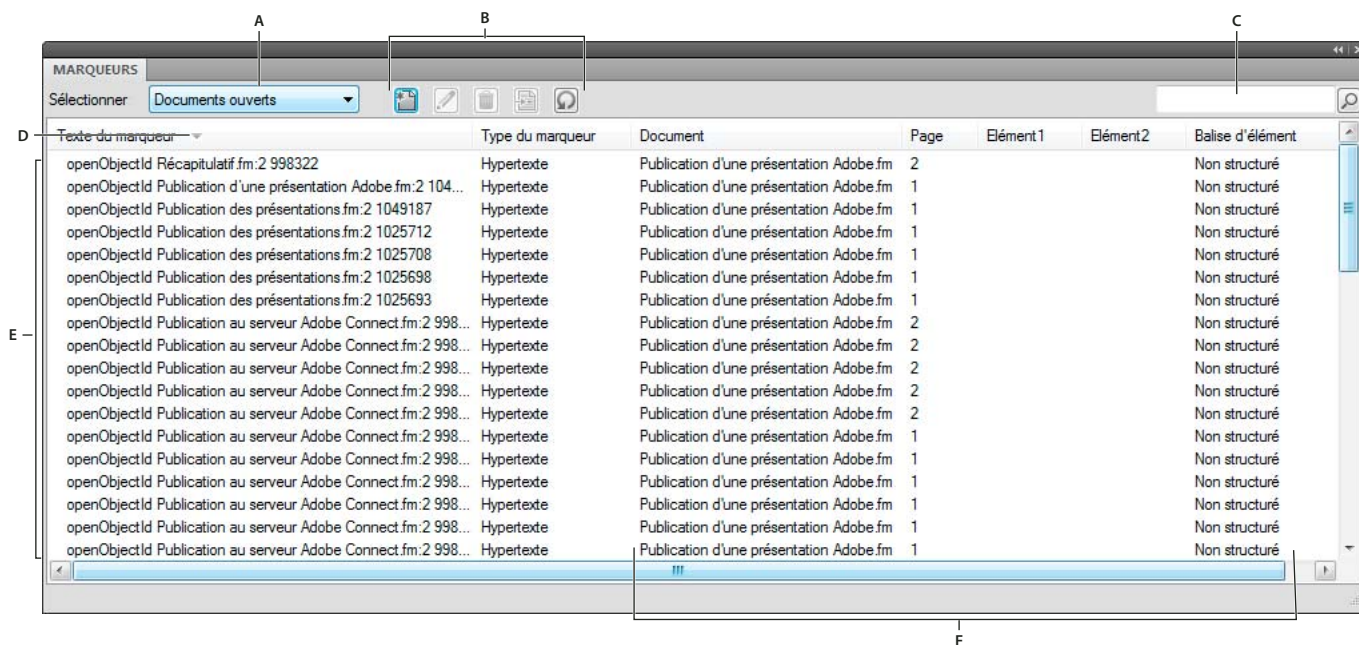 A B C
MARQUEURS
Sélectionner Documents ouverts
D
Texte du marqueur Type du marqueur Document Page Elément1 Elément2 Balise d'élément
openObjectId Récapitulatif.fm:2 998322 Hypertexte Publication d'une présentation Adobe.fm 2 Non structuré
openObjectId Publication d'une présentation Adobe.fm:2 104... Hypertexte Publication d'une présentation Adobe.fm 1 Non structuré
openObjectId Publication des présentations.fm:2 1049187 Hypertexte Publication d'une présentation Adobe.fm 1 Non structuré
openObjectId Publication des présentations.fm:2 1025712 Hypertexte Publication d'une présentation Adobe.fm 1 Non structuré
openObjectId Publication des présentations.fm:2 1025708 Hypertexte Publication d'une présentation Adobe.fm 1 Non structuré
openObjectId Publication des présentations.fm:2 1025698 Hypertexte Publication d'une présentation Adobe.fm 1 Non structuré
openObjectId Publication des présentations.fm:2 1025693 Hypertexte Publication d'une présentation Adobe.fm 1 Non structuré
openObjectId Publication au serveur Adobe Connect.fm:2 998... Hypertexte Publication d'une présentation Adobe.fm 2 Non structuré
E
openObjectId Publication au serveur Adobe Connect.fm:2 998... Hypertexte Publication d'une présentation Adobe.fm 2 Non structuré
openObjectId Publication au serveur Adobe Connect.fm:2 998... Hypertexte Publication d'une présentation Adobe.fm 2 Non structuré
openObjectId Publication au serveur Adobe Connect.fm:2 998... Hypertexte Publication d'une présentation Adobe.fm 2 Non structuré
openObjectId Publication au serveur Adobe Connect.fm:2 998... Hypertexte Publication d'une présentation Adobe.fm 2 Non structuré
openObjectId Publication au serveur Adobe Connect.fm:2 998... Hypertexte Publication d'une présentation Adobe.fm 1 Non structuré
openObjectId Publication au serveur Adobe Connect.fm:2 998... Hypertexte Publication d'une présentation Adobe.fm 1 Non structuré
openObjectId Publication au serveur Adobe Connect.fm:2 998... Hypertexte Publication d'une présentation Adobe.fm 1 Non structuré
openObjectId Publication au serveur Adobe Connect.fm:2 998... Hypertexte Publication d'une présentation Adobe.fm 1 Non structuré
openObjectId Publication au serveur Adobe Connect.fm:2 998... Hypertexte Publication d'une présentation Adobe.fm 1 Non structuré
openObjectId Publication au serveur Adobe Connect.fm:2 998... Hypertexte Publication d'une présentation Adobe.fm 1 Non structuré
F